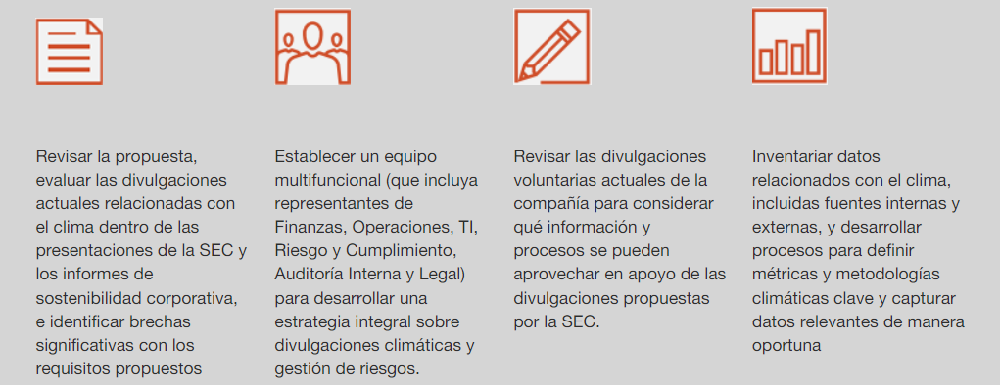 Revisar la propuesta,
evaluar las divulgaciones
actuales relacionadas con
el clima dentro de las
presentaciones de la SEC y
los informes de
sostenibilidad corporativa,
e identificar brechas
significativas con los
requisitos propuestos
Establecer un equipo
multifuncional (que incluya
representantes de
Finanzas, Operaciones, TI,
Riesgo y Cumplimiento,
Auditoría Interna y Legal)
para desarrollar una
estrategia integral sobre
divulgaciones climáticas y
gestión de riesgos.
Revisar las divulgaciones
voluntarias actuales de la
compañía para considerar
qué información y
procesos se pueden
aprovechar en apoyo de las
divulgaciones propuestas
por la SEC.
Inventariar datos
relacionados con el clima,
incluidas fuentes internas y
externas, y desarrollar
procesos para definir
métricas y metodologías
climáticas clave y capturar
datos relevantes de manera
oportuna